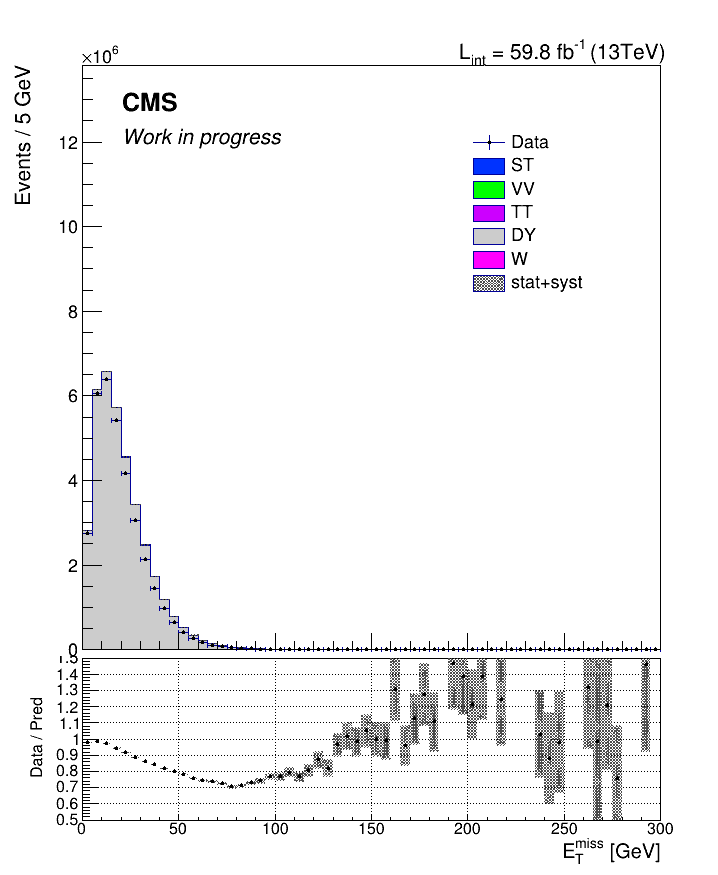 ×10⁶
L_int = 59.8 fb⁻¹ (13TeV)
Events / 5 GeV
CMS
Work in progress
Data
ST
VV
TT
DY
W
stat+syst
12
10
8
6
4
2
0
Data / Pred
1.5
1.4
1.3
1.2
1.1
1
0.9
0.8
0.7
0.6
0.5
0 50 100 150 200 250 300
E_T^miss [GeV]